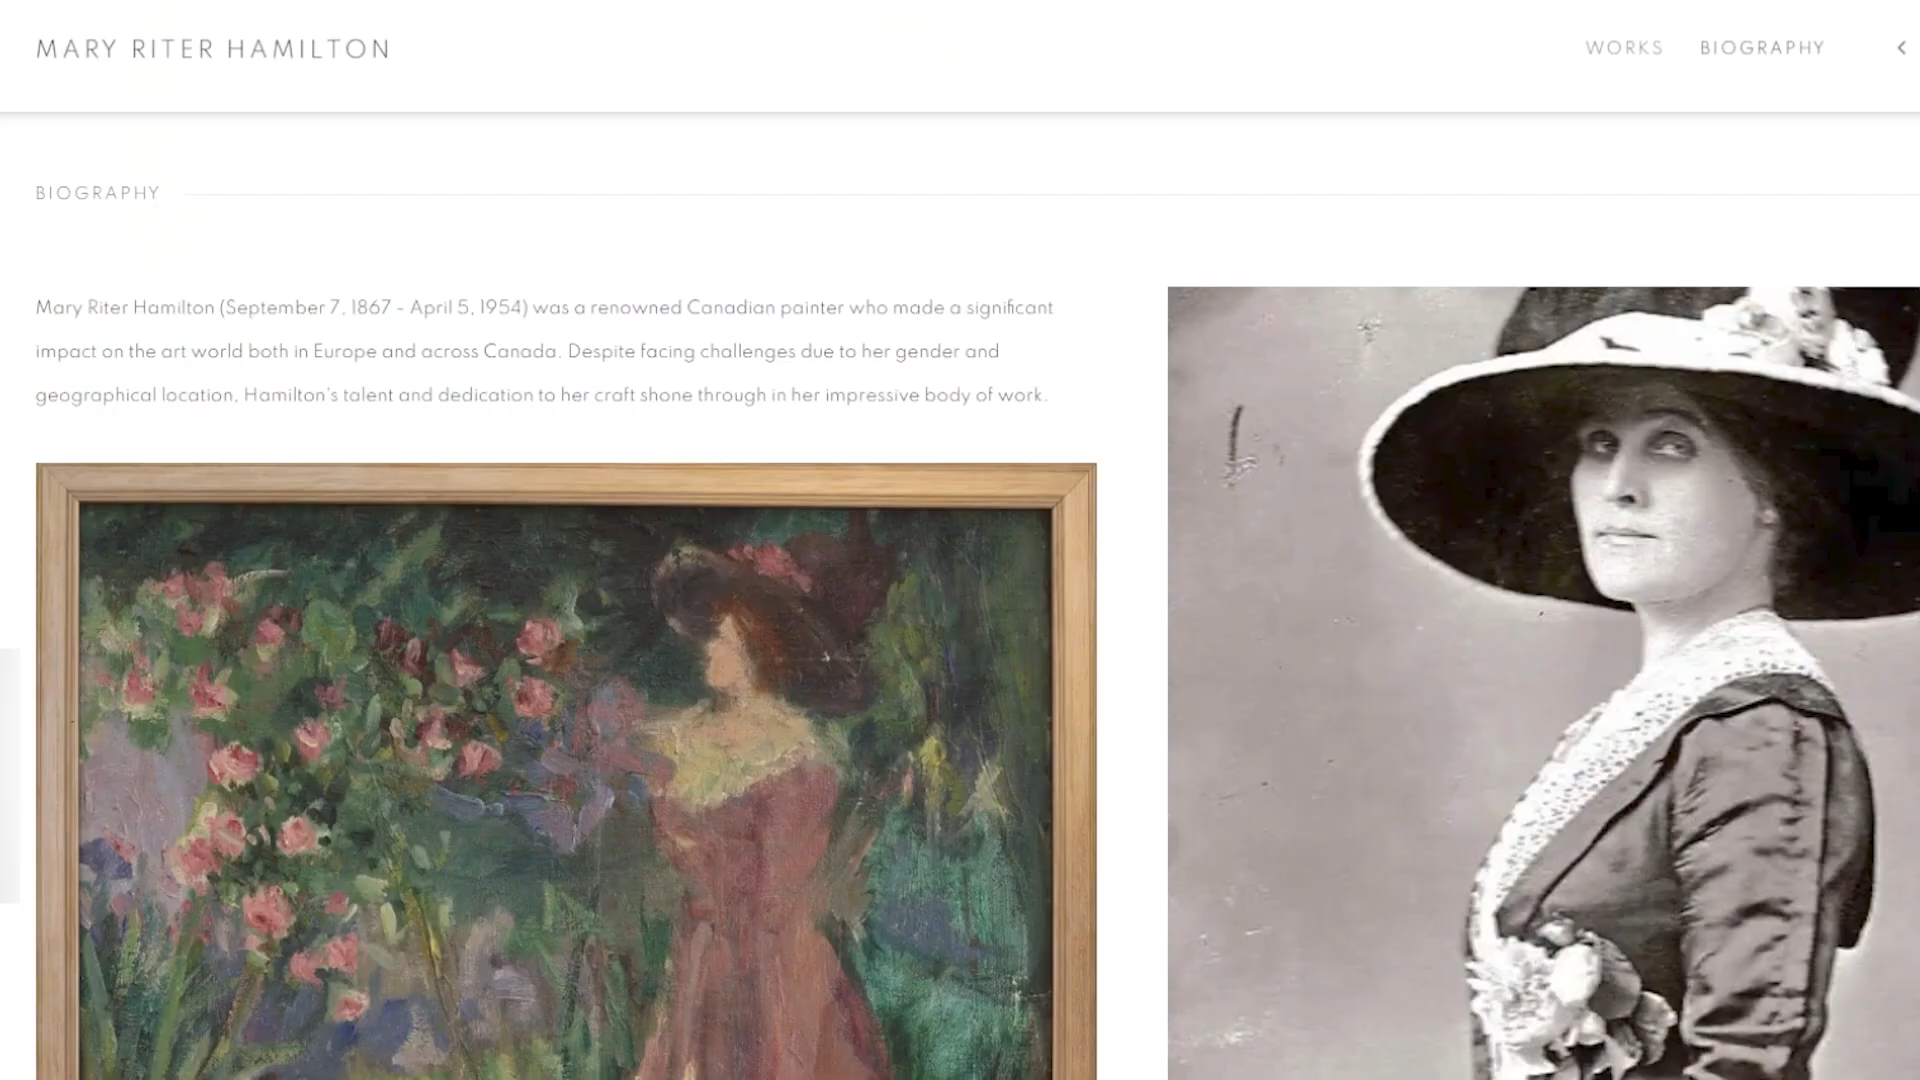 MARY RITER HAMILTON
WORKS BIOGRAPHY
BIOGRAPHY
Mary Riter Hamilton (September 7, 1867 - April 5, 1954) was a renowned Canadian painter who made a significant
impact on the art world both in Europe and across Canada. Despite facing challenges due to her gender and
geographical location, Hamilton's talent and dedication to her craft shone through in her impressive body of work.